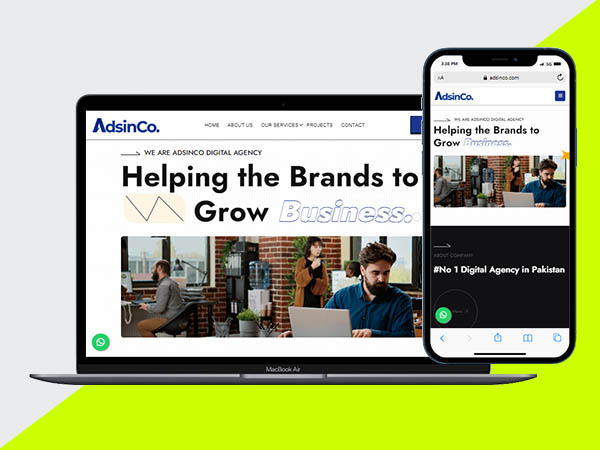 AdsinCo.
HOME ABOUT US OUR SERVICES PROJECTS CONTACT
WE ARE ADSINCO DIGITAL AGENCY
Helping the Brands to
Grow Business.
MacBook Air
3:38 PM 5G
AA adsinco.com
AdsinCo.
WE ARE ADSINCO DIGITAL AGENCY
Helping the Brands to
Grow Business.
ABOUT COMPANY
#No 1 Digital Agency in Pakistan